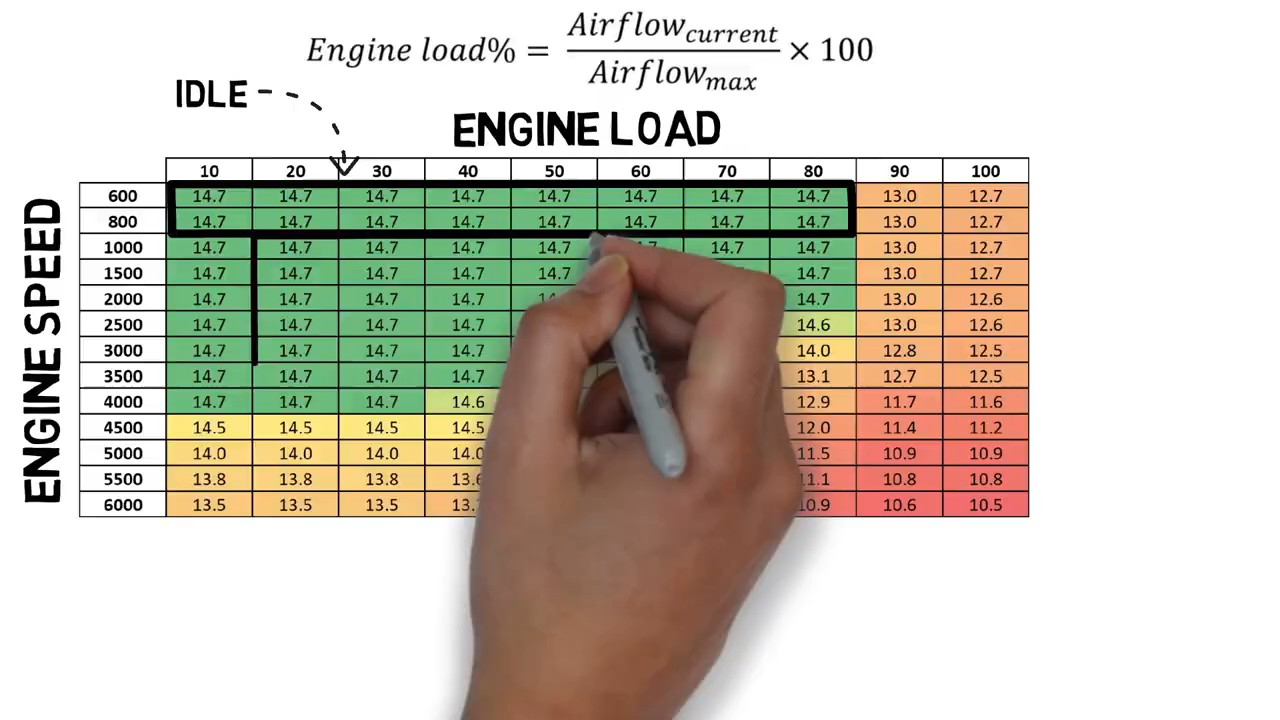 Engine load% = Airflow_current / Airflow_max × 100
IDLE
ENGINE LOAD
ENGINE SPEED
10 20 30 40 50 60 70 80 90 100
600 14.7 14.7 14.7 14.7 14.7 14.7 14.7 14.7 13.0 12.7
800 14.7 14.7 14.7 14.7 14.7 14.7 14.7 14.7 13.0 12.7
1000 14.7 14.7 14.7 14.7 14.7 14.7 14.7 13.0 12.7
1500 14.7 14.7 14.7 14.7 14.7 14.7 13.0 12.7
2000 14.7 14.7 14.7 14.7 14.7 13.0 12.6
2500 14.7 14.7 14.7 14.7 14.6 13.0 12.6
3000 14.7 14.7 14.7 14.7 14.0 12.8 12.5
3500 14.7 14.7 14.7 14.7 13.1 12.7 12.5
4000 14.7 14.7 14.7 14.6 12.9 11.7 11.6
4500 14.5 14.5 14.5 14.5 12.0 11.4 11.2
5000 14.0 14.0 14.0 14.0 11.5 10.9 10.9
5500 13.8 13.8 13.8 11.1 10.8 10.8
6000 13.5 13.5 13.5 10.9 10.6 10.5